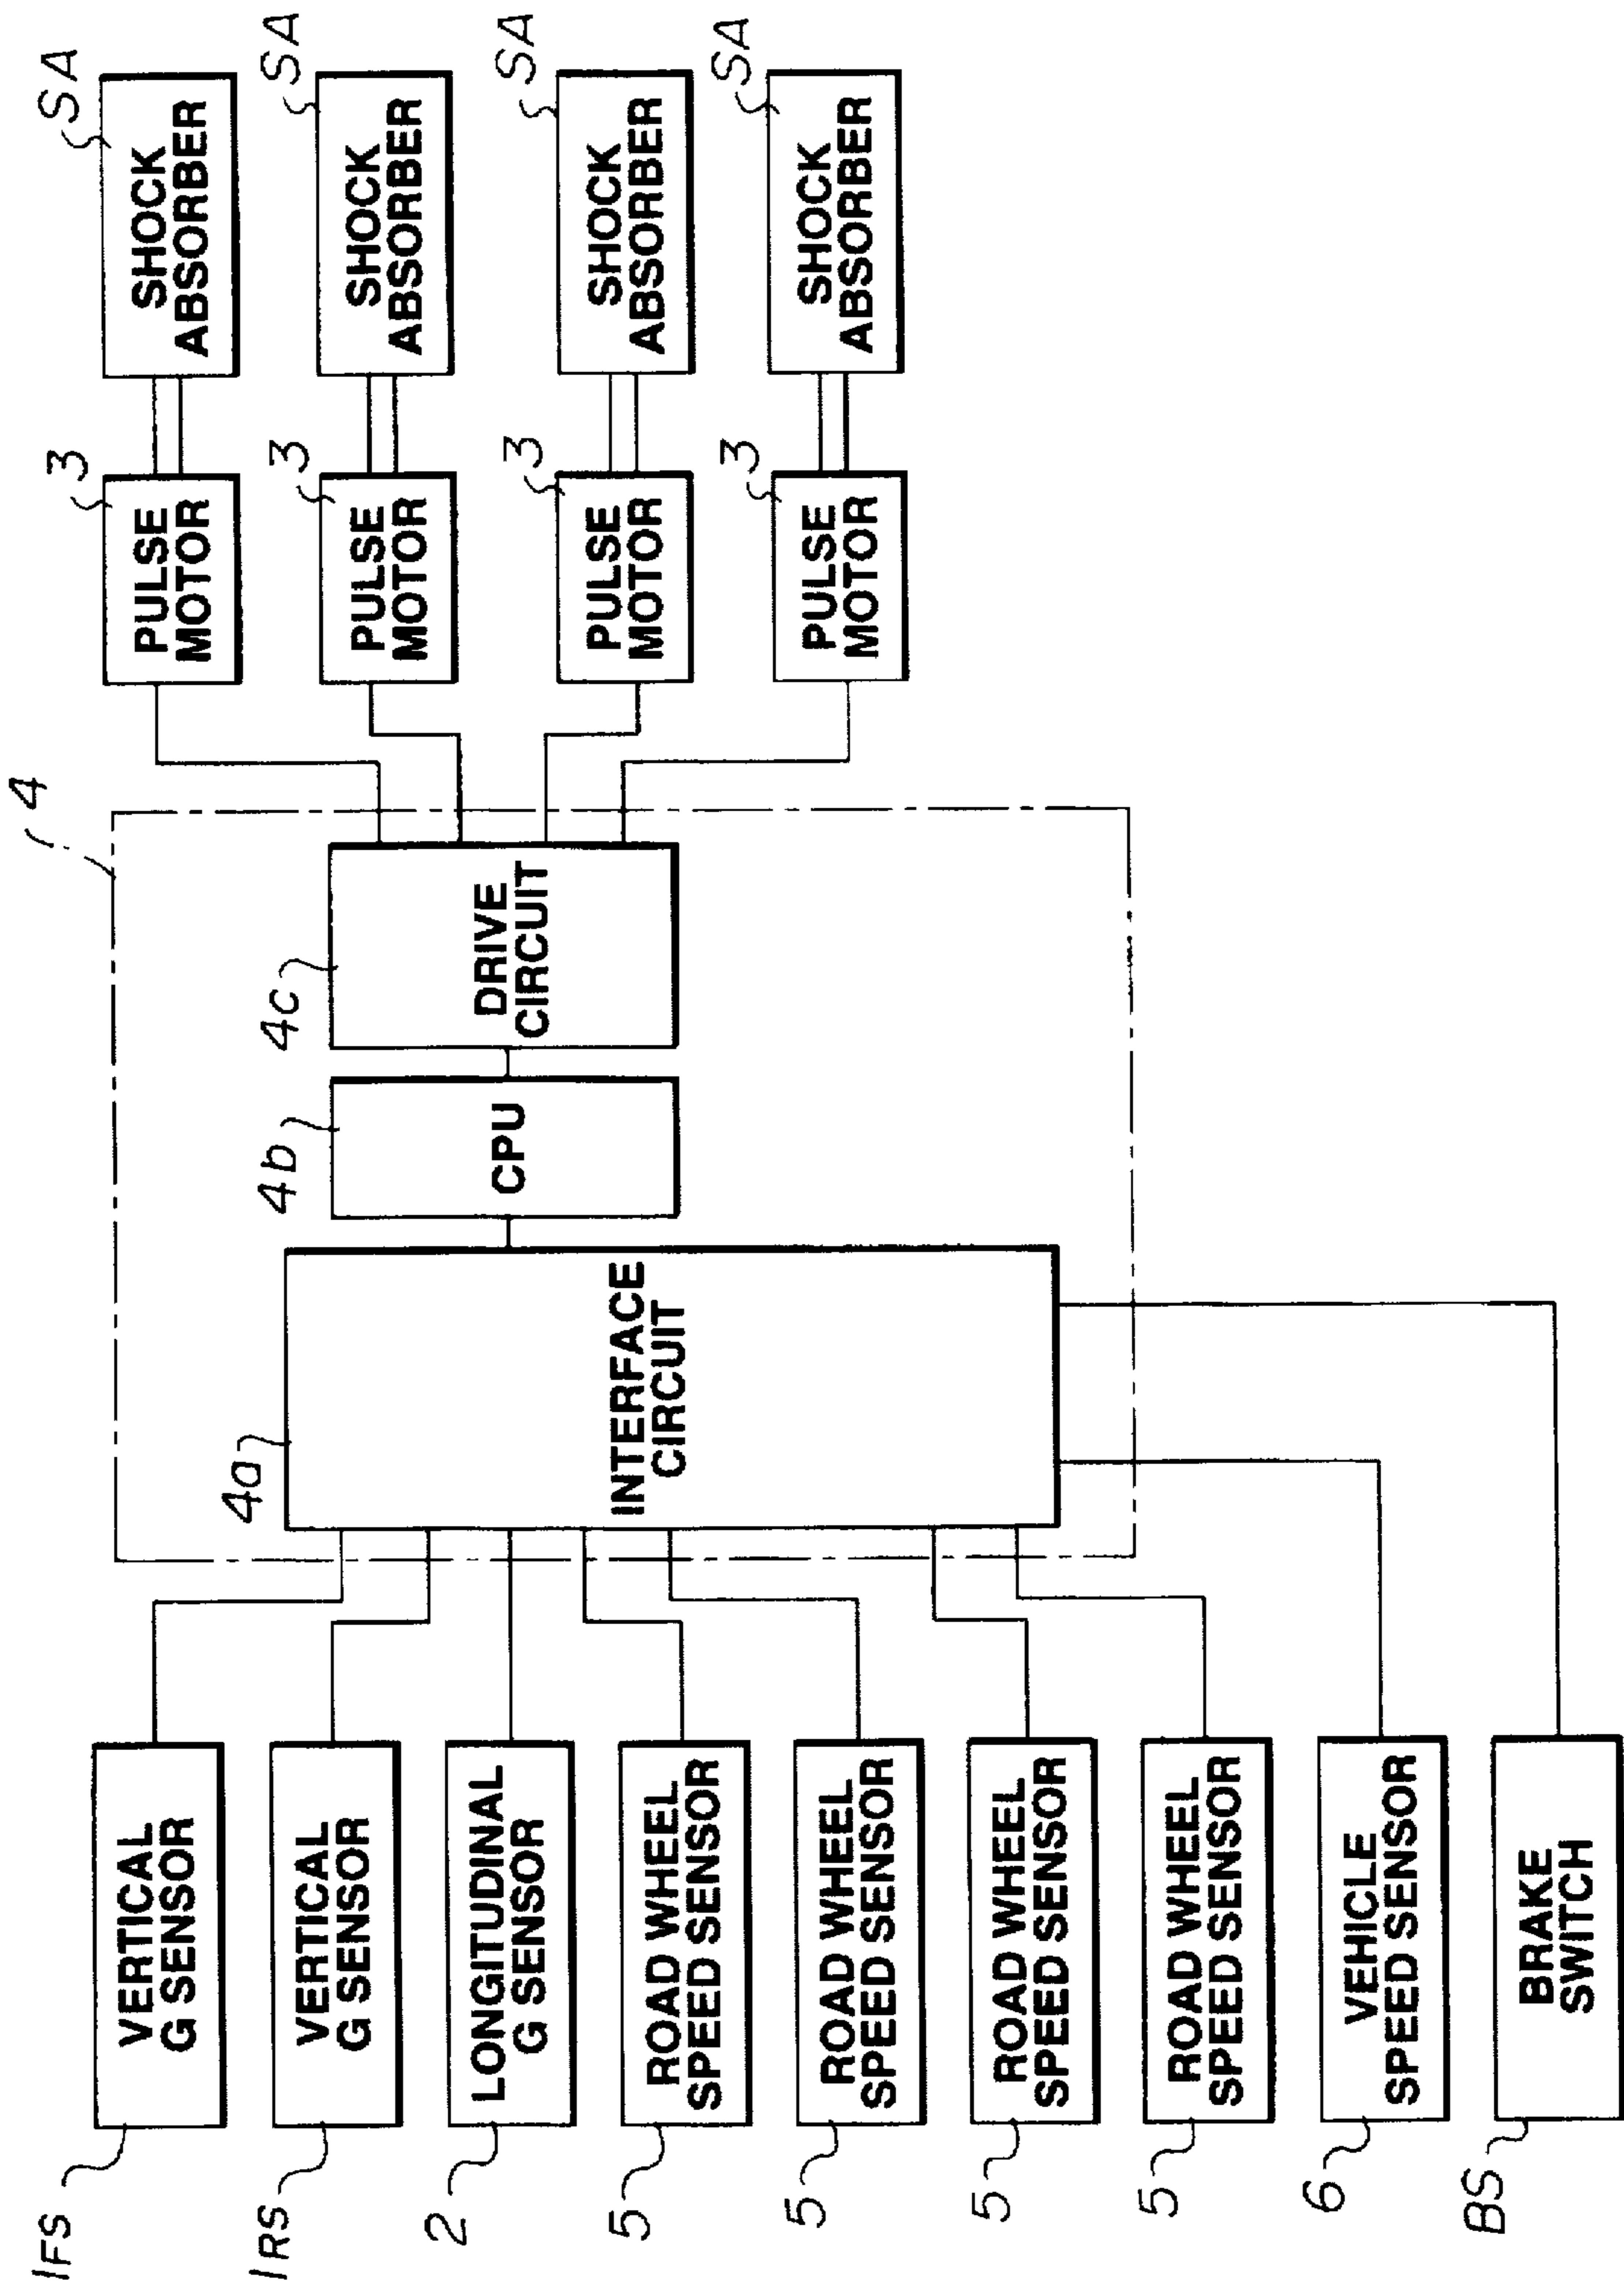 1FS
VERTICAL
G SENSOR
1RS
VERTICAL
G SENSOR
2
LONGITUDINAL
G SENSOR
5
ROAD WHEEL
SPEED SENSOR
5
ROAD WHEEL
SPEED SENSOR
5
ROAD WHEEL
SPEED SENSOR
5
ROAD WHEEL
SPEED SENSOR
6
VEHICLE
SPEED SENSOR
BS
BRAKE
SWITCH
4
4a
INTERFACE
CIRCUIT
4b
CPU
4c
DRIVE
CIRCUIT
3
PULSE
MOTOR
3
PULSE
MOTOR
3
PULSE
MOTOR
3
PULSE
MOTOR
SA
SHOCK
ABSORBER
SA
SHOCK
ABSORBER
SA
SHOCK
ABSORBER
SA
SHOCK
ABSORBER